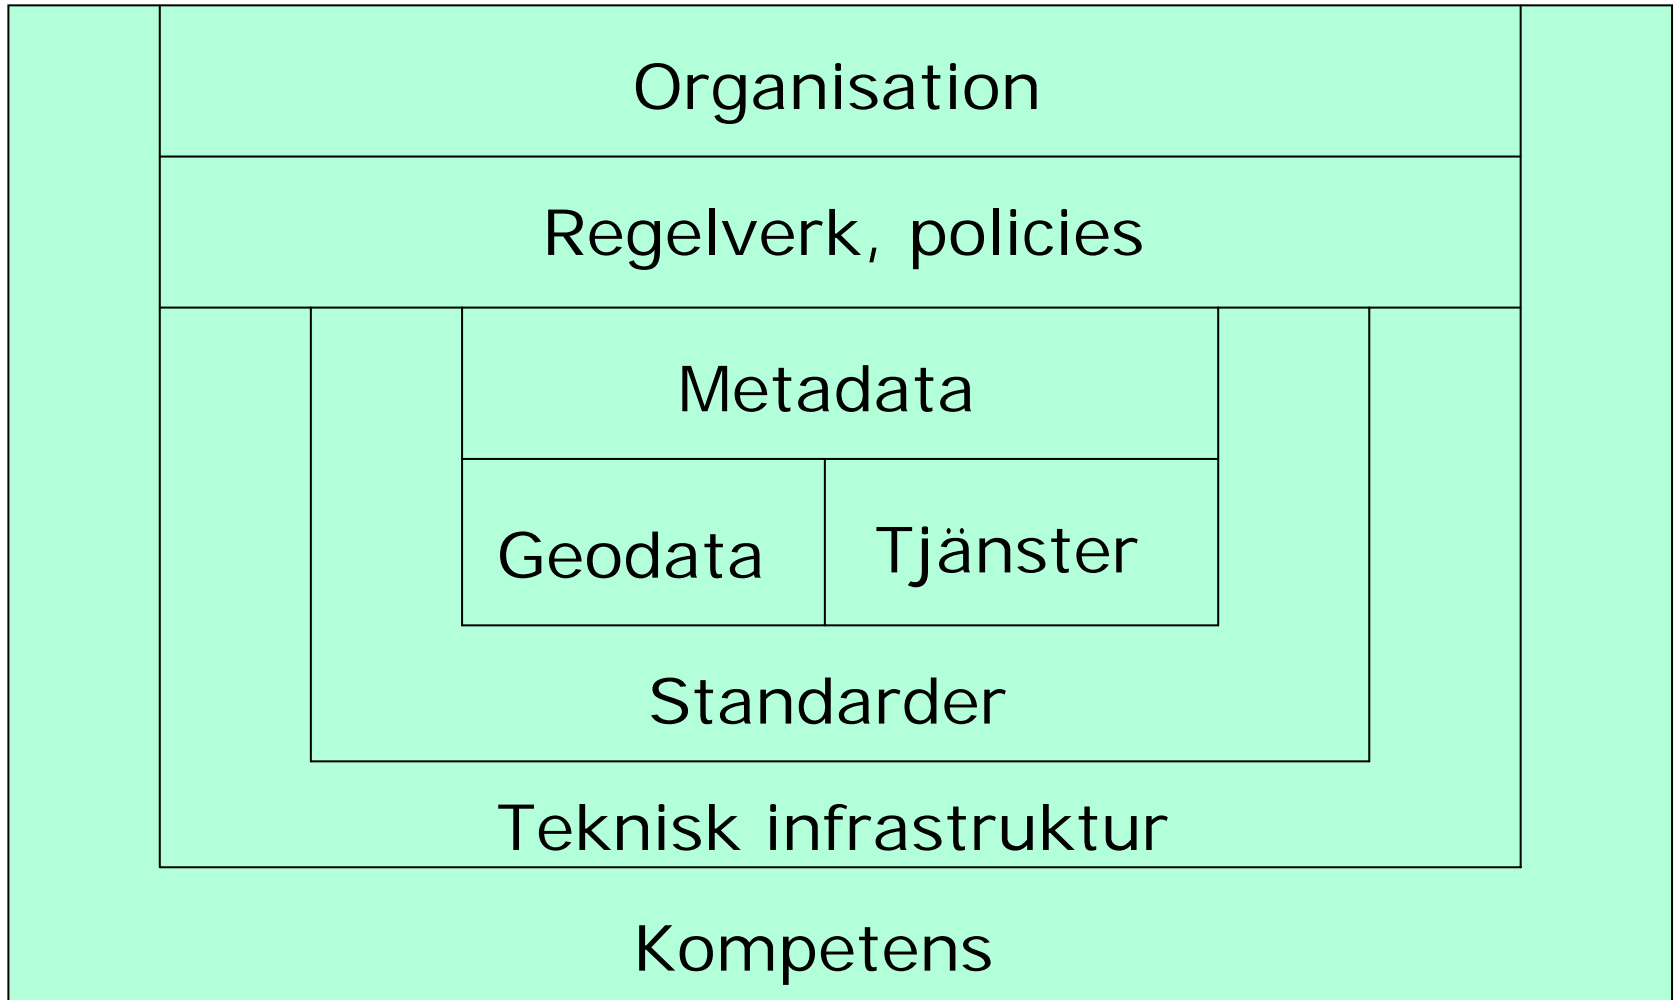 Organisation
Regelverk, policies
Metadata
Geodata
Tjänster
Standarder
Teknisk infrastruktur
Kompetens